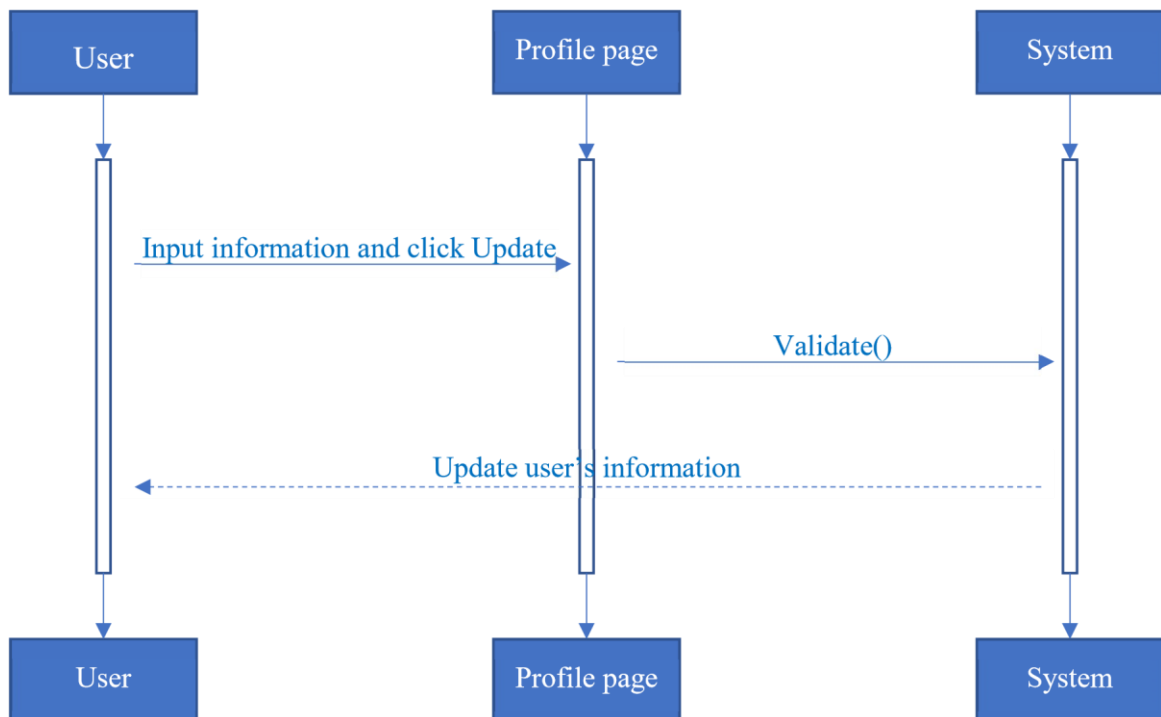 User
Profile page
System
Input information and click Update
Validate()
Update user’s information
User
Profile page
System